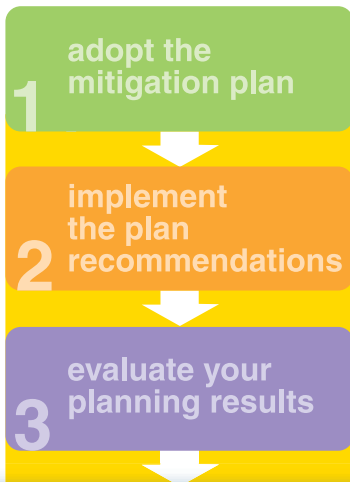 1
adopt the
mitigation plan
2
implement
the plan
recommendations
3
evaluate your
planning results